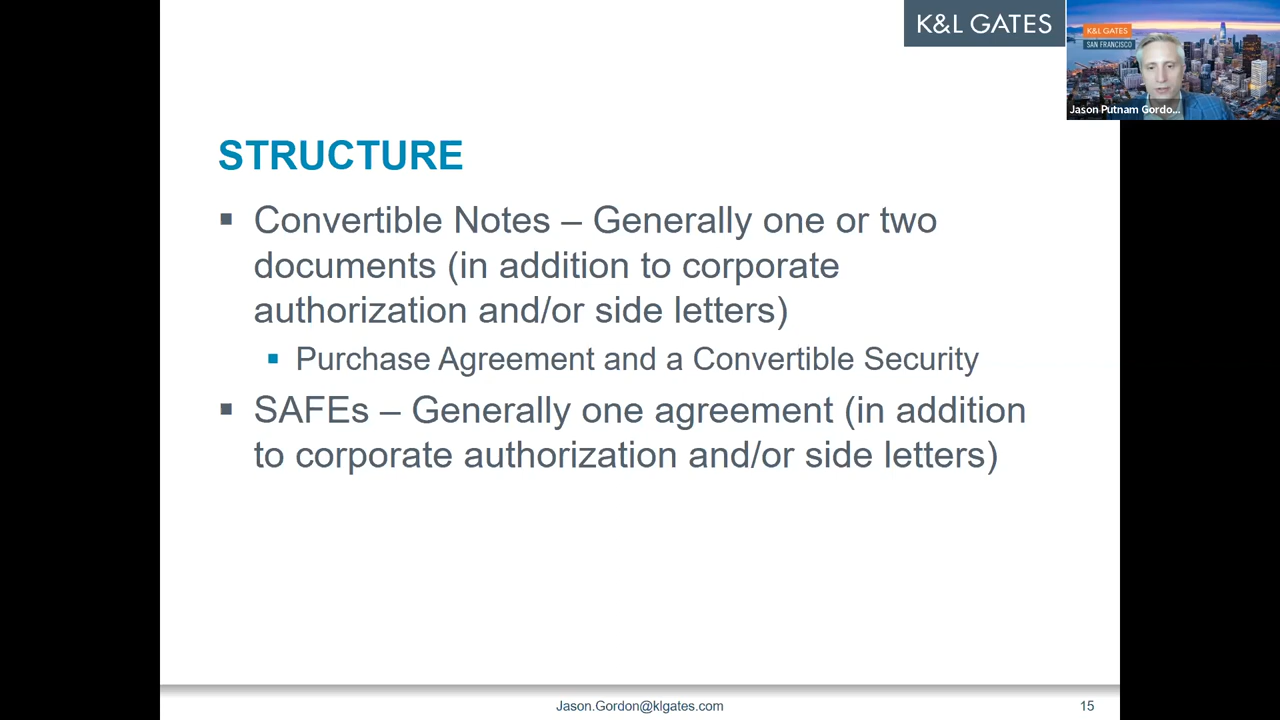 K&L GATES
K&L GATES
SAN FRANCISCO
Jason Putnam Gordo...
STRUCTURE
▪ Convertible Notes – Generally one or two
documents (in addition to corporate
authorization and/or side letters)
▪ Purchase Agreement and a Convertible Security
▪ SAFEs – Generally one agreement (in addition
to corporate authorization and/or side letters)
Jason.Gordon@klgates.com
15